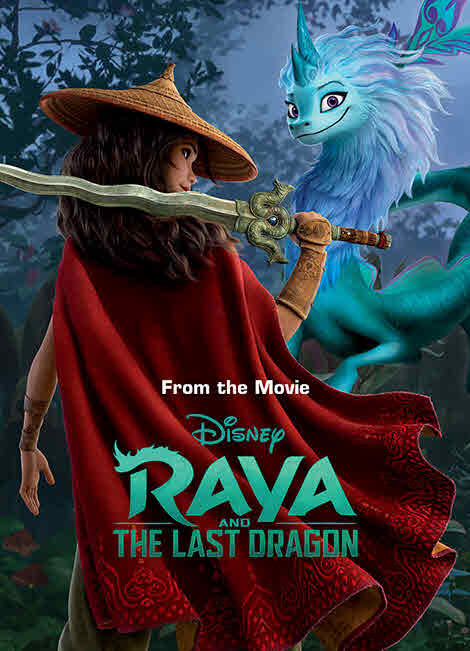 From the Movie
Disney
RAYA
AND
THE LAST DRAGON